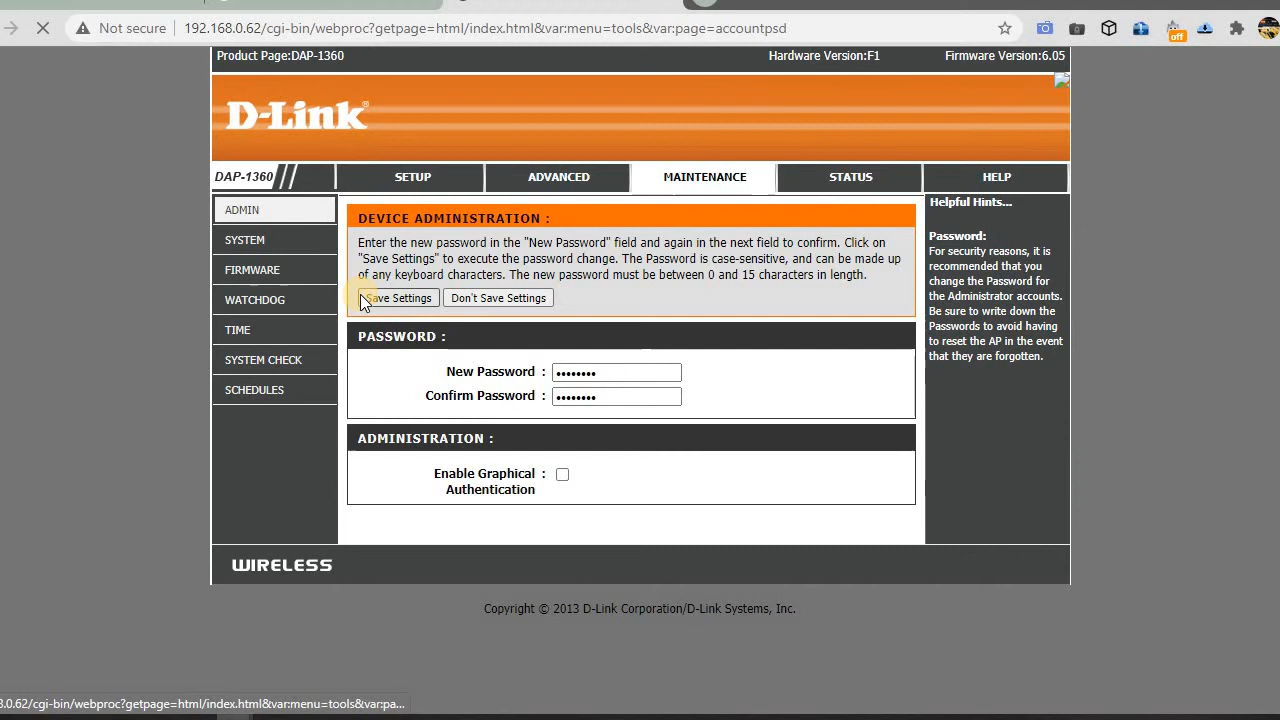 Not secure
192.168.0.62/cgi-bin/webproc?getpage=html/index.html&var:menu=tools&var:page=accountpsd
off
Product Page:DAP-1360
Hardware Version:F1
Firmware Version:6.05
D-Link®
DAP-1360
SETUP
ADVANCED
MAINTENANCE
STATUS
HELP
ADMIN
SYSTEM
FIRMWARE
WATCHDOG
TIME
SYSTEM CHECK
SCHEDULES
DEVICE ADMINISTRATION :
Enter the new password in the "New Password" field and again in the next field to confirm. Click on
"Save Settings" to execute the password change. The Password is case-sensitive, and can be made up
of any keyboard characters. The new password must be between 0 and 15 characters in length.
Save Settings
Don't Save Settings
PASSWORD :
New Password :
••••••••
Confirm Password :
••••••••
ADMINISTRATION :
Enable Graphical :
Authentication
Helpful Hints...
Password:
For security reasons, it is
recommended that you
change the Password for
the Administrator accounts.
Be sure to write down the
Passwords to avoid having
to reset the AP in the event
that they are forgotten.
WIRELESS
Copyright © 2013 D-Link Corporation/D-Link Systems, Inc.
8.0.62/cgi-bin/webproc?getpage=html/index.html&var:menu=tools&var:pa...